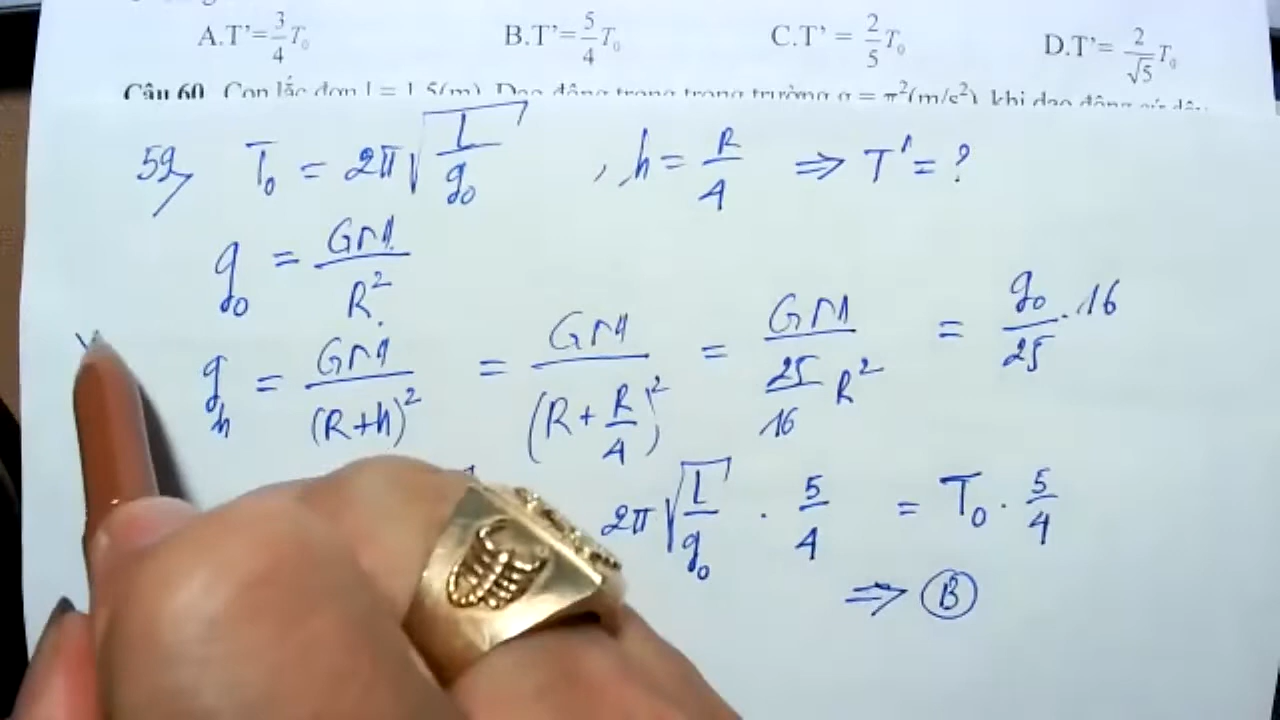 A.T'=3/4 T₀ B.T'=5/4 T₀ C.T' = 2/5 T₀ D.T'= 2/√5 T₀
Câu 60. Con lắc đơn l = 1,5(m). Dao động trong trọng trường g = π²(m/s²), khi dao động
59, T₀ = 2π√(l/g₀) , h = R/4 ⇒ T' = ?
g₀ = GM/R²
g_h = GM/(R+h)² = GM/(R + R/4)² = GM/(25/16 R²) = g₀/25 . 16
2π√(l/g₀) . 5/4 = T₀ . 5/4
⇒ B